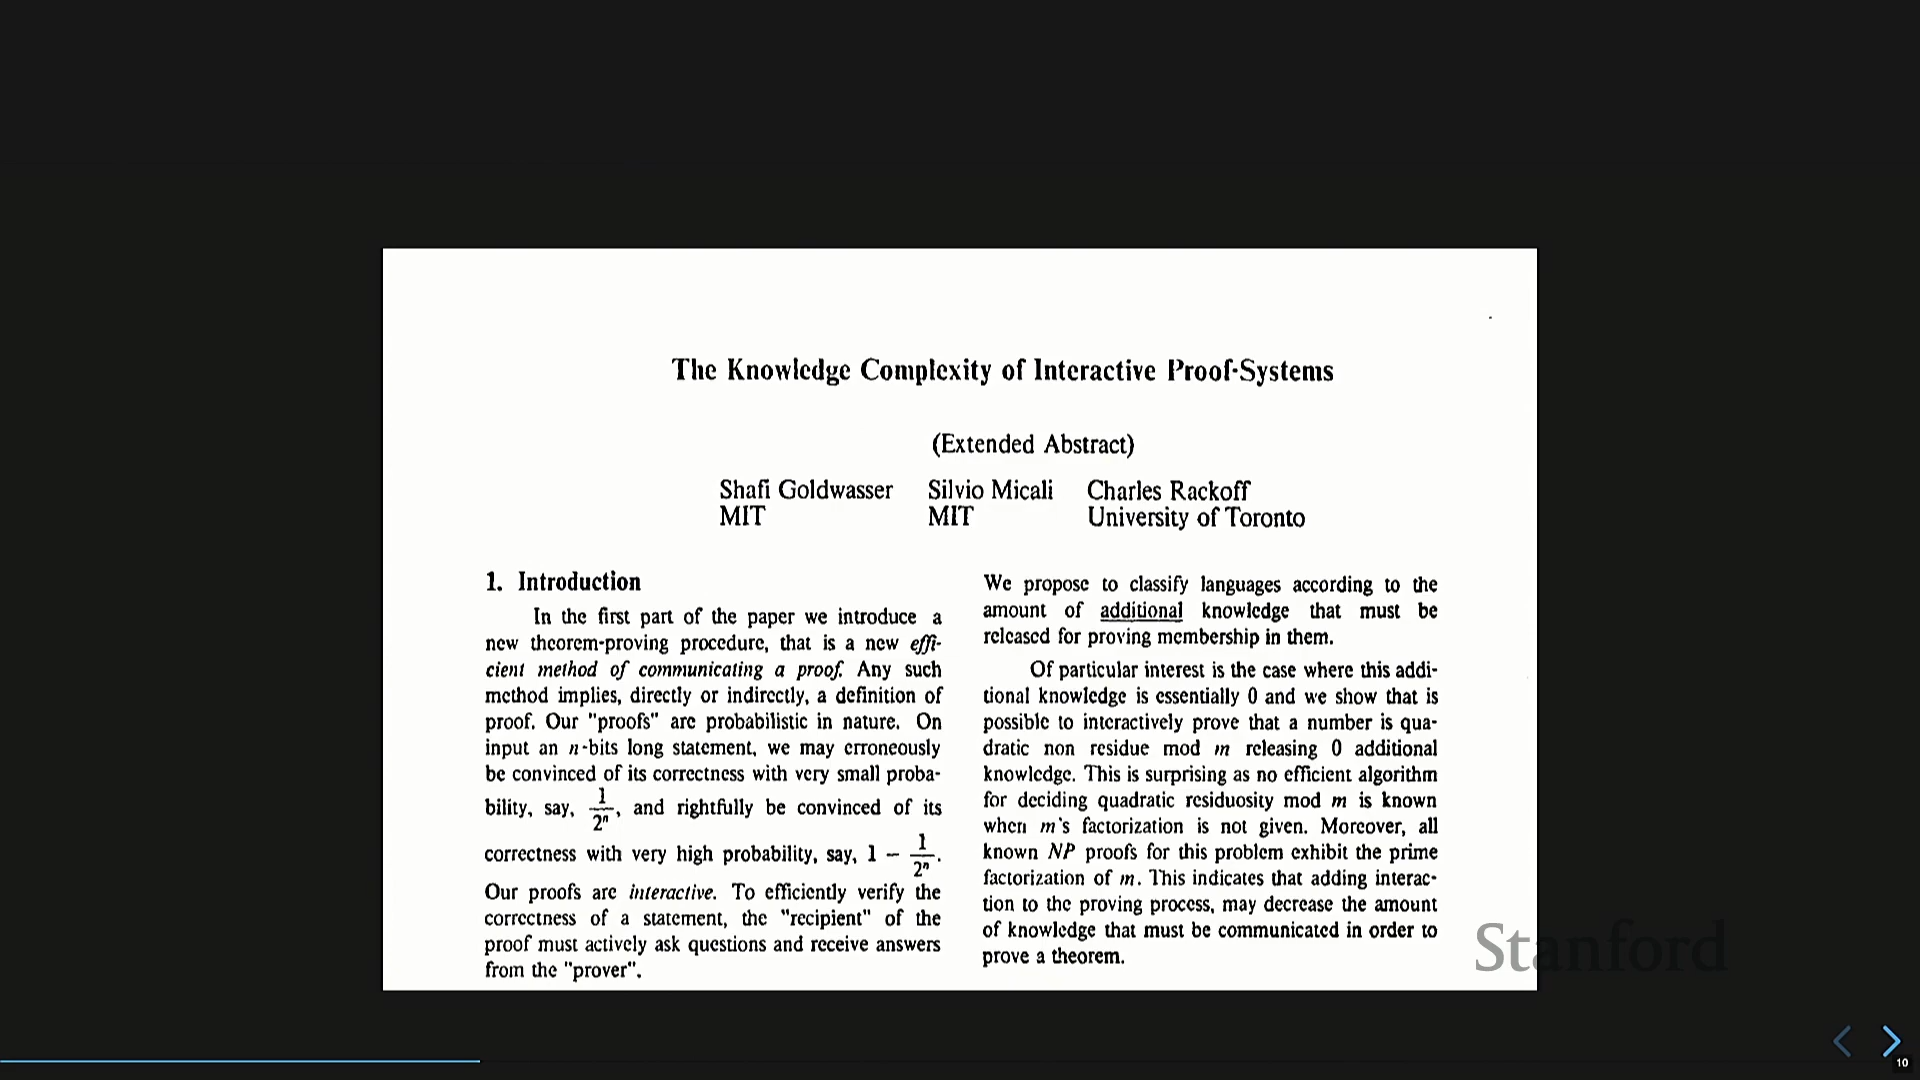 The Knowledge Complexity of Interactive Proof-Systems
(Extended Abstract)
Shafi Goldwasser Silvio Micali Charles Rackoff
MIT MIT University of Toronto
1. Introduction
In the first part of the paper we introduce a
new theorem-proving procedure, that is a new effi-
cient method of communicating a proof. Any such
method implies, directly or indirectly, a definition of
proof. Our "proofs" are probabilistic in nature. On
input an n-bits long statement, we may erroneously
be convinced of its correctness with very small proba-
bility, say, 1/2ⁿ, and rightfully be convinced of its
correctness with very high probability, say, 1 − 1/2ⁿ.
Our proofs are interactive. To efficiently verify the
correctness of a statement, the "recipient" of the
proof must actively ask questions and receive answers
from the "prover".
We propose to classify languages according to the
amount of additional knowledge that must be
released for proving membership in them.
Of particular interest is the case where this addi-
tional knowledge is essentially 0 and we show that is
possible to interactively prove that a number is qua-
dratic non residue mod m releasing 0 additional
knowledge. This is surprising as no efficient algorithm
for deciding quadratic residuosity mod m is known
when m's factorization is not given. Moreover, all
known NP proofs for this problem exhibit the prime
factorization of m. This indicates that adding interac-
tion to the proving process, may decrease the amount
of knowledge that must be communicated in order to
prove a theorem.
Stanford
10